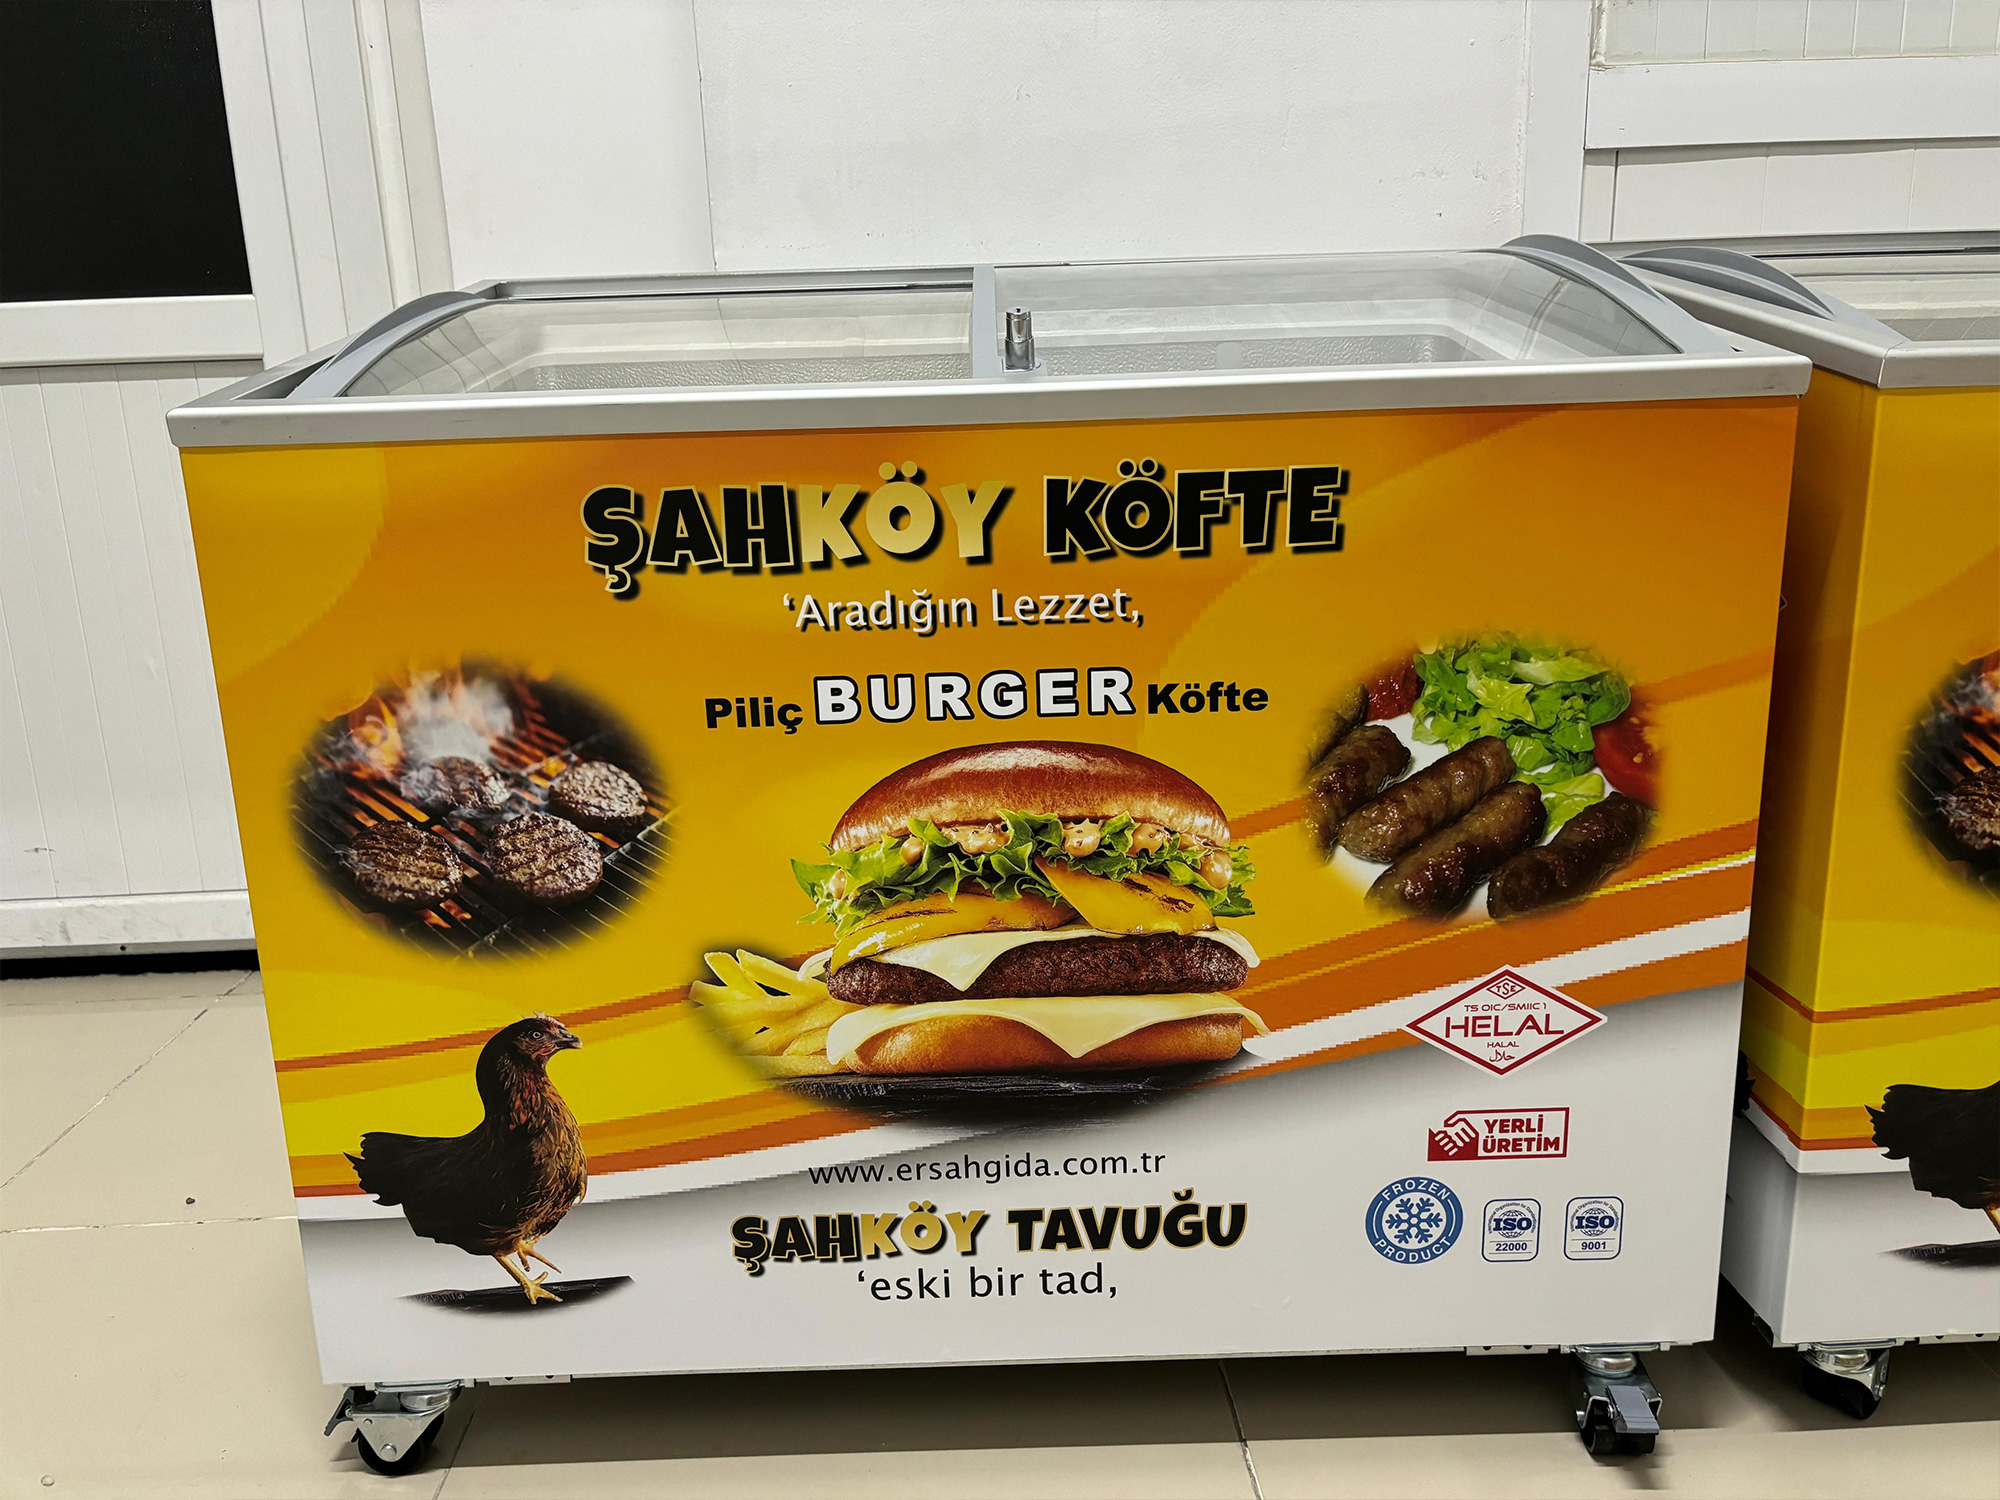 ŞAHKÖY KÖFTE
‘Aradığın Lezzet,
Piliç BURGER Köfte
TSE
TS OIC/SMIIC 1
HELAL
HALAL
حلال
YERLİ
ÜRETİM
www.ersahgida.com.tr
ŞAHKÖY TAVUĞU
‘eski bir tad,
FROZEN
PRODUCT
ISO
22000
ISO
9001